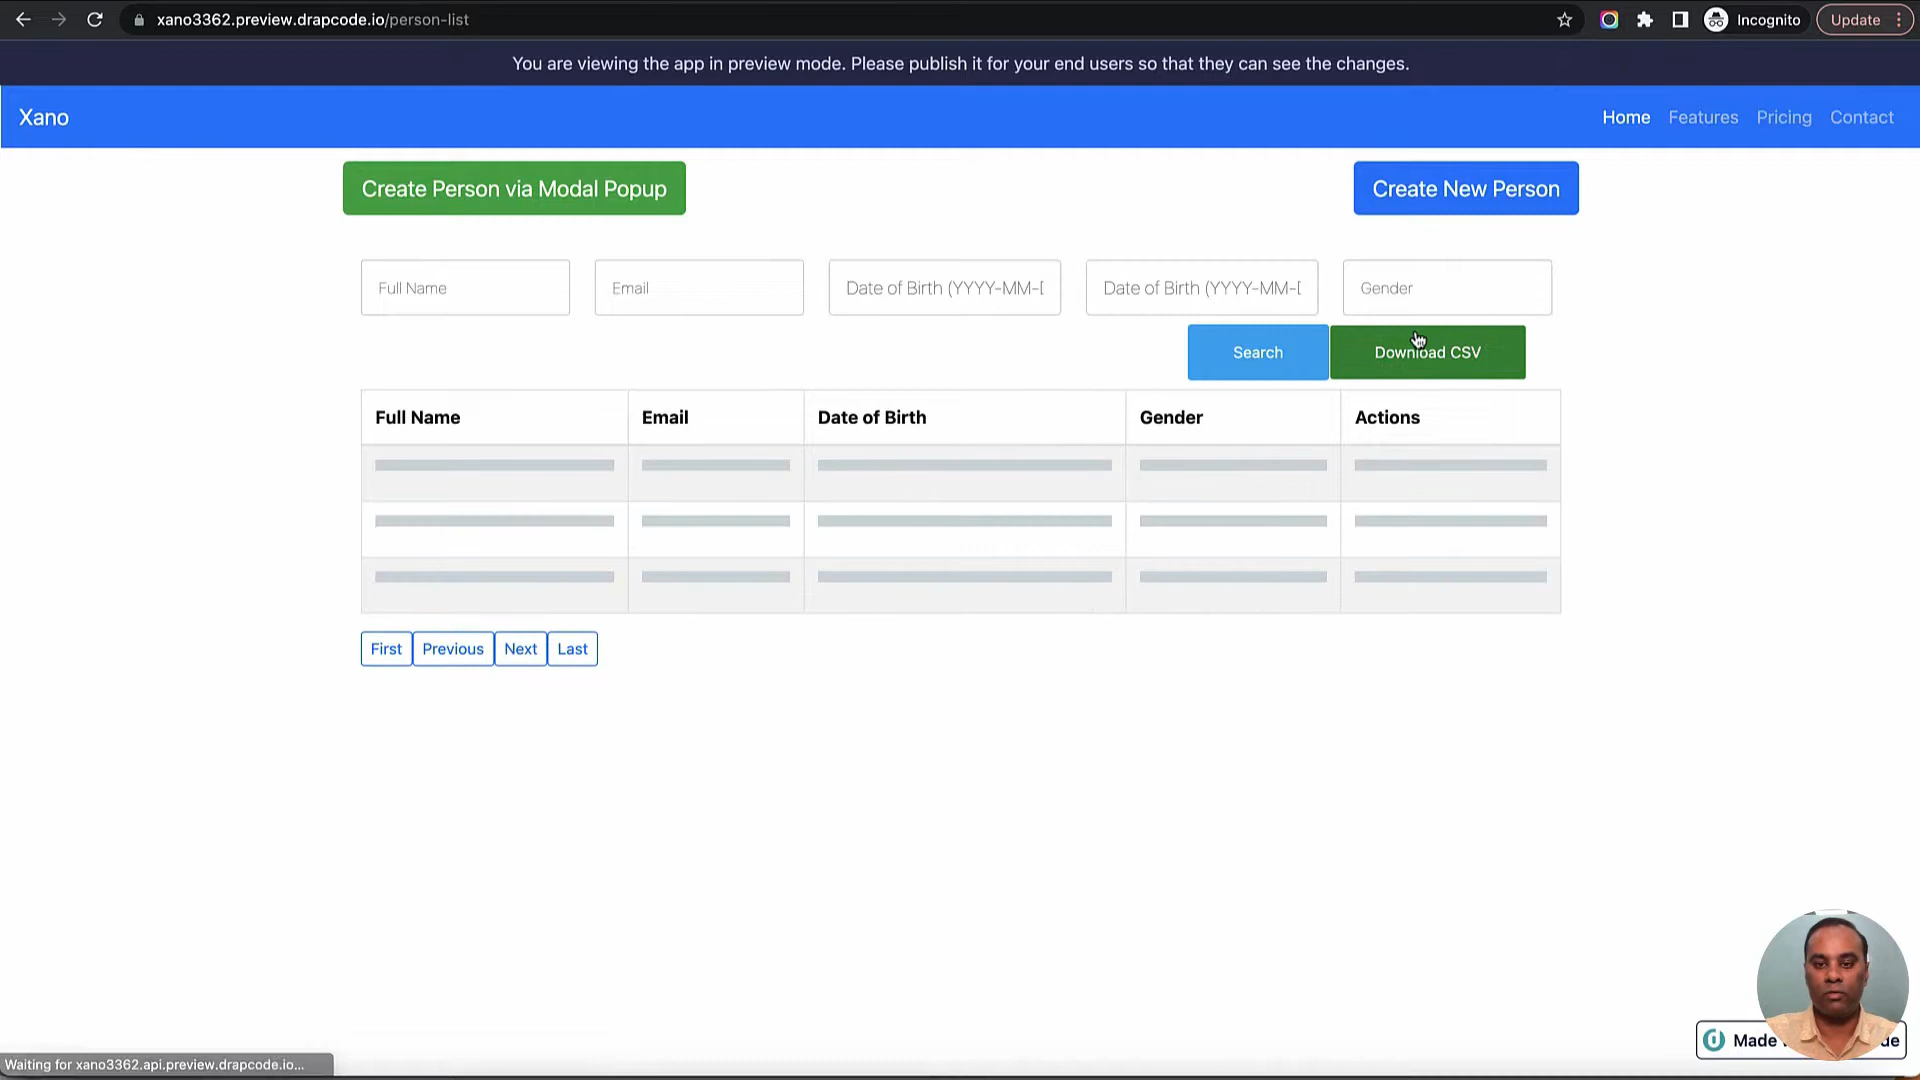 xano3362.preview.drapcode.io/person-list
Incognito
Update
You are viewing the app in preview mode. Please publish it for your end users so that they can see the changes.
Xano
Home Features Pricing Contact
Create Person via Modal Popup
Create New Person
Full Name
Email
Date of Birth (YYYY-MM-
Date of Birth (YYYY-MM-
Gender
Search
Download CSV
Full Name Email Date of Birth Gender Actions
First Previous Next Last
Made
Waiting for xano3362.api.preview.drapcode.io...